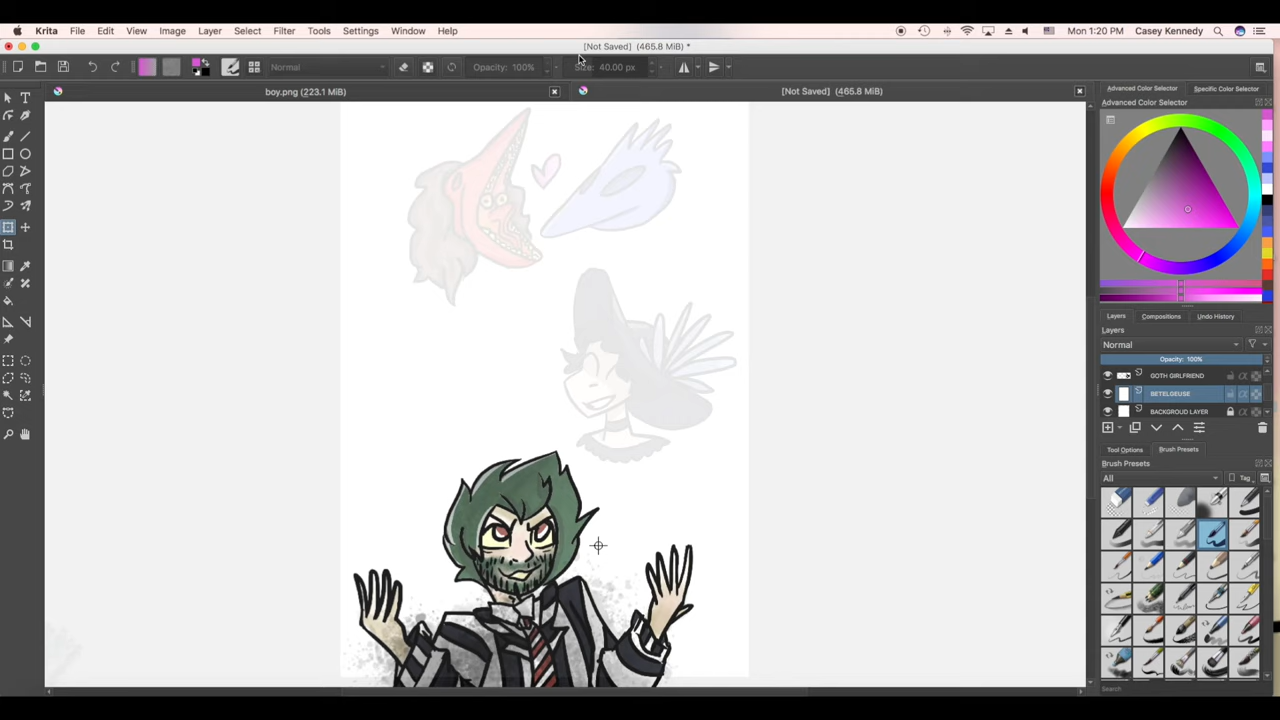 Krita File Edit View Image Layer Select Filter Tools Settings Window Help Mon 1:20 PM Casey Kennedy
[Not Saved] (465.8 MiB) *
Normal Opacity: 100% Size: 40.00 px
boy.png (223.1 MiB) [Not Saved] (465.8 MiB)
Advanced Color Selector Specific Color Selector
Advanced Color Selector
Layers Compositions Undo History
Layers
Normal
Opacity: 100%
GOTH GIRLFRIEND
BETELGEUSE
BACKGROUD LAYER
Tool Options Brush Presets
Brush Presets
All Tag
Search